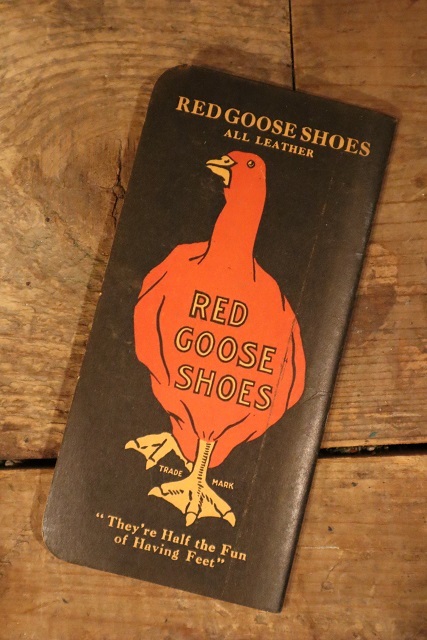 RED GOOSE SHOES
ALL LEATHER
RED
GOOSE
SHOES
TRADE MARK
"They're Half the Fun
of Having Feet"